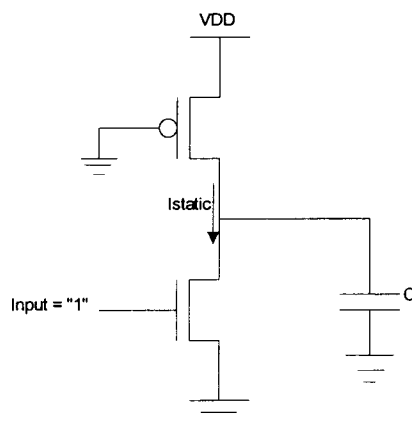 VDD
Istatic
Input = "1"
C